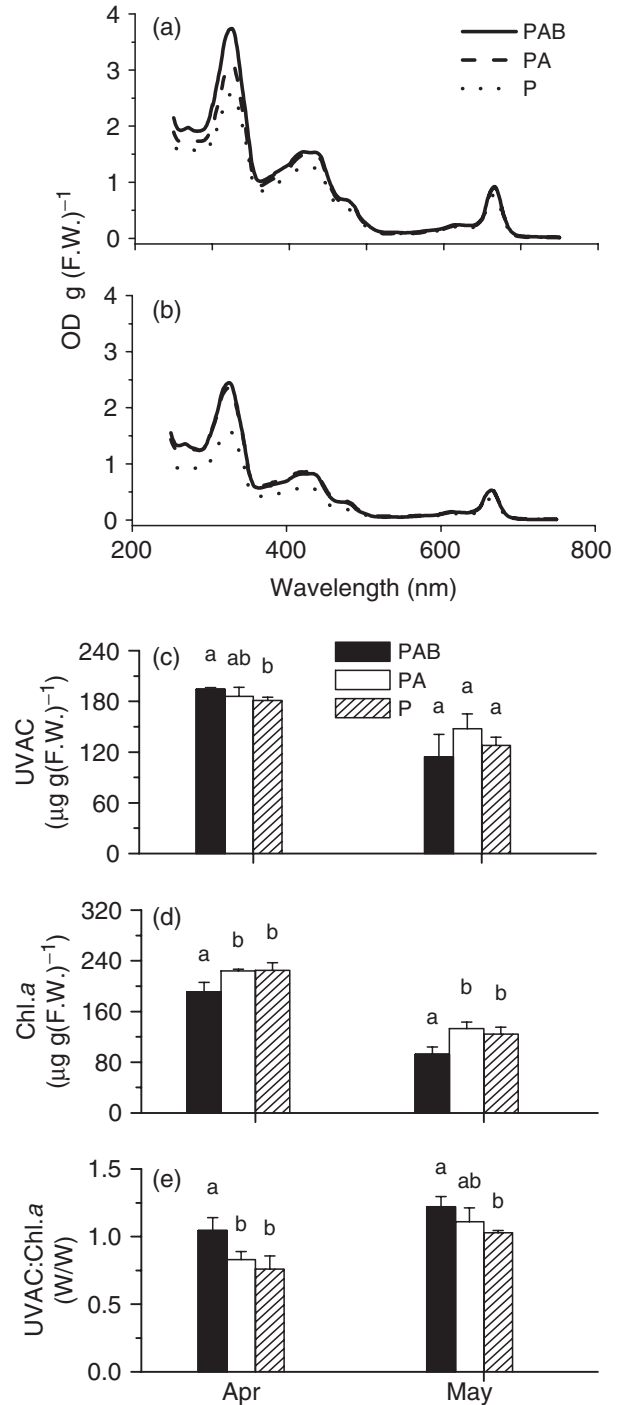 (a)
PAB
PA
P
4
3
2
1
0
(b)
4
3
2
1
0
OD g (F.W.)−1
200 400 600 800
Wavelength (nm)
(c)
PAB
PA
P
a ab b
a a a
240
180
120
60
0
UVAC
(µg g(F.W.)−1)
(d)
a b b
a b b
320
240
160
80
0
Chl.a
(µg g(F.W.)−1)
(e)
a b b
a ab b
1.5
1.0
0.5
0.0
UVAC:Chl.a
(W/W)
Apr May